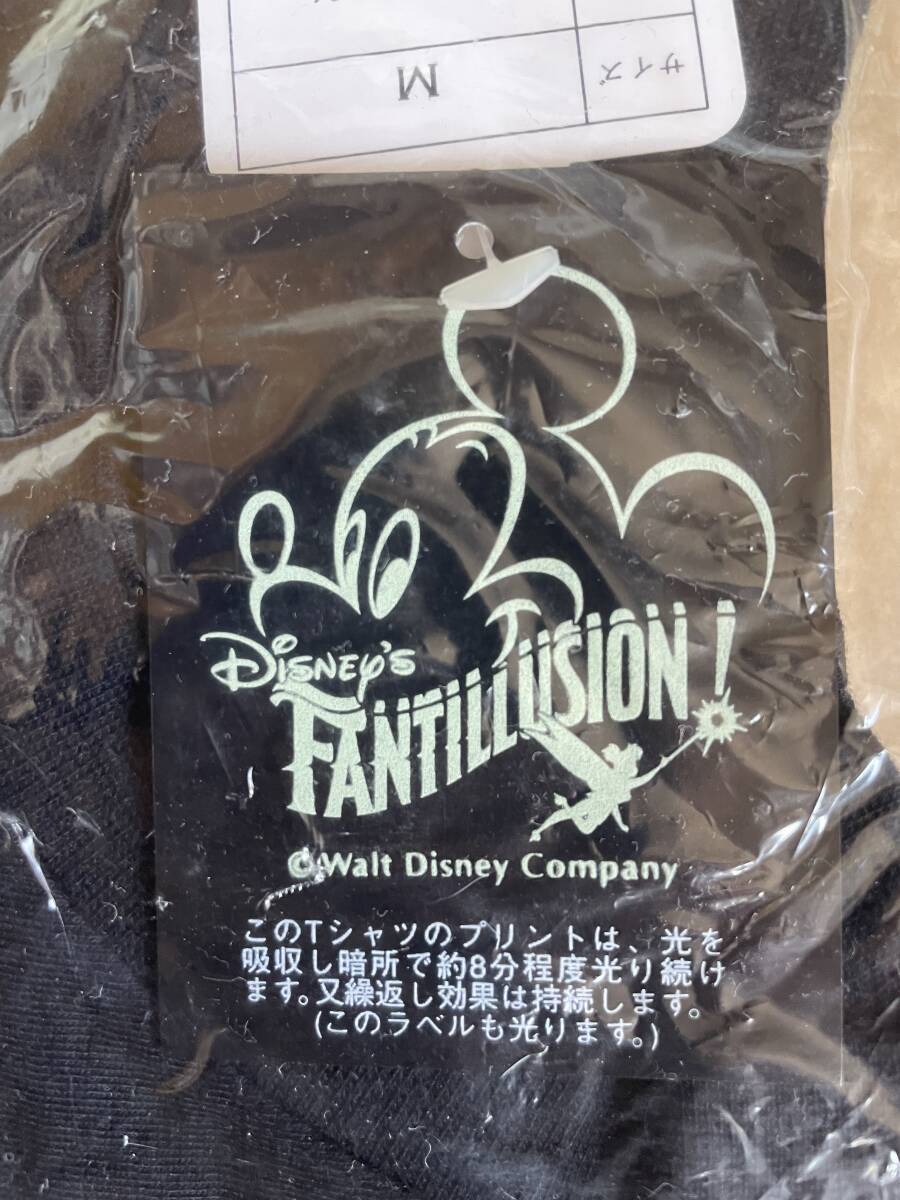 サイズ
M
DISNEY'S
FANTILLUSION!
©Walt Disney Company
このTシャツのプリントは、光を
吸収し暗所で約8分程度光り続け
ます。又繰返し効果は持続します。
(このラベルも光ります。)